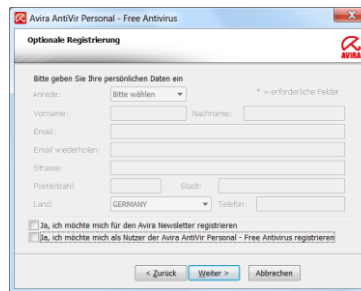 Avira AntiVir Personal - Free Antivirus
Optionale Registrierung
AVIRA
Bitte geben Sie Ihre persönlichen Daten ein
Anrede: Bitte wählen * = erforderliche Felder
Vorname: Nachname:
Email:
Email wiederholen:
Strasse:
Postleitzahl: Stadt:
Land: GERMANY Telefon:
Ja, ich möchte mich für den Avira Newsletter registrieren
Ja, ich möchte mich als Nutzer der Avira AntiVir Personal - Free Antivirus registrieren
< Zurück Weiter > Abbrechen